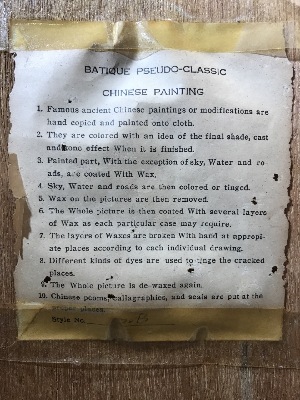 BATIQUE PSEUDO-CLASSIC
CHINESE PAINTING
1. Famous ancient Chinese paintings or modifications are
hand copied and painted onto cloth.
2. They are colored with an idea of the final shade, cast
and tone effect When it is finished.
3. Painted part, With the exception of sky, Water and ro-
ads, are coated With Wax.
4. Sky, Water and roads are then colored or tinged.
5. Wax on the pictures are then removed.
6. The Whole picture is then coated With several layers
of Wax as each particular case may require.
7. The layers of Waxes are broken With hand at appropi-
ate places according to each individual drawing.
8. Different kinds of dyes are used to tinge the cracked
places.
9. The Whole picture is de-waxed again.
10. Chinese poems, callagraphics, and seals are put at the
proper places.
Style No.